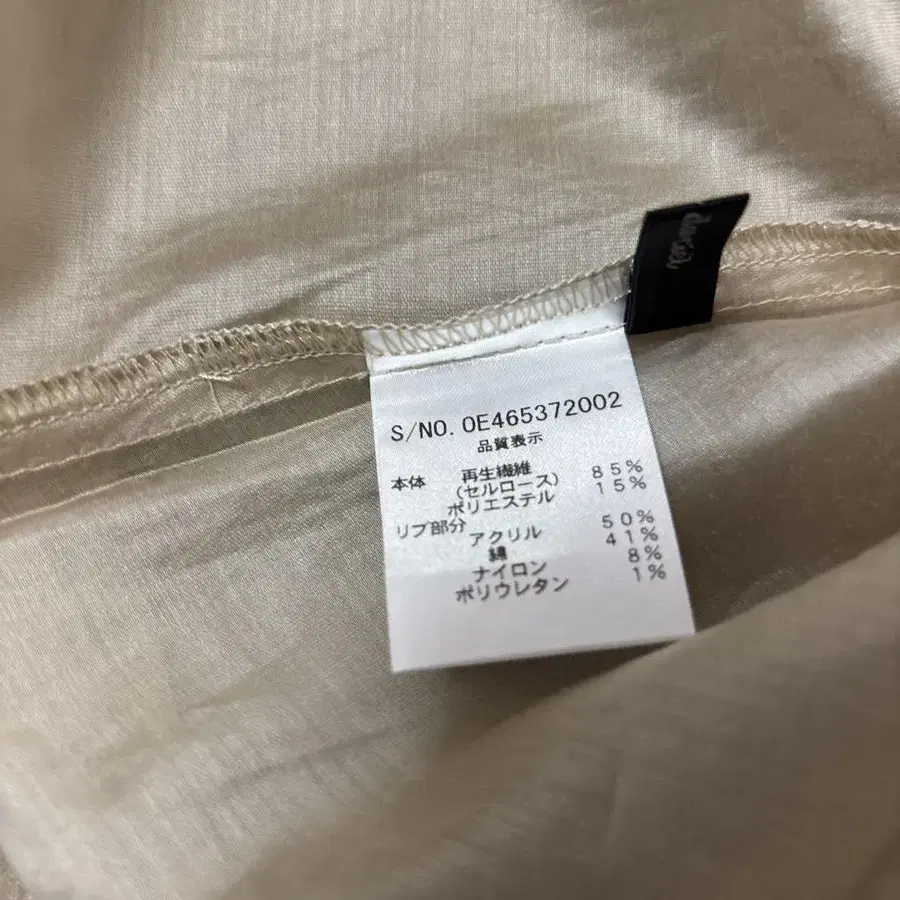 S/NO. 0E465372002
品質表示
本体 再生繊維 85%
(セルロース)
ポリエステル 15%
リブ部分
アクリル 50%
綿 41%
ナイロン 8%
ポリウレタン 1%